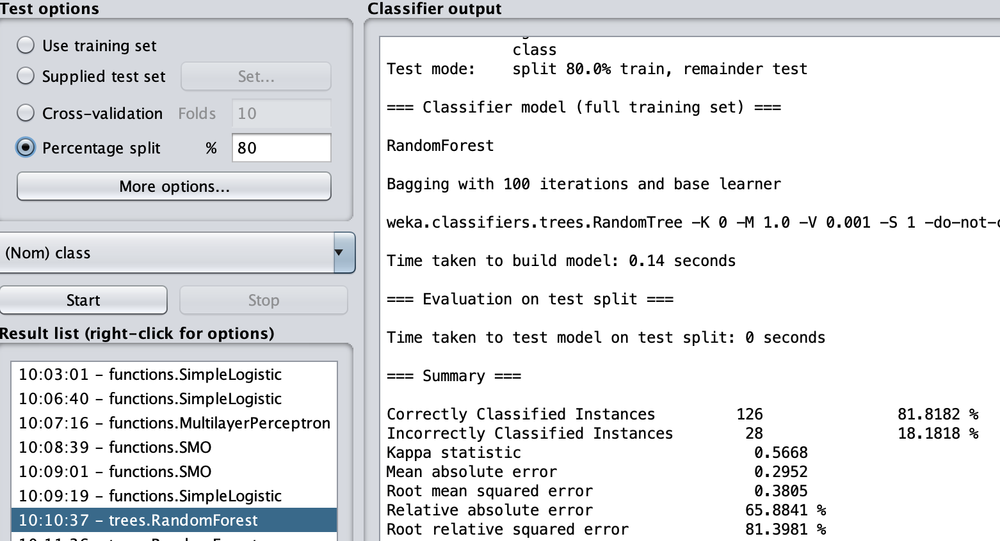 Test options
Use training set
Supplied test set Set...
Cross-validation Folds 10
Percentage split % 80
More options...
(Nom) class
Start Stop
Result list (right-click for options)
10:03:01 - functions.SimpleLogistic
10:06:40 - functions.SimpleLogistic
10:07:16 - functions.MultilayerPerceptron
10:08:39 - functions.SMO
10:09:01 - functions.SMO
10:09:19 - functions.SimpleLogistic
10:10:37 - trees.RandomForest
Classifier output
class
Test mode: split 80.0% train, remainder test
=== Classifier model (full training set) ===
RandomForest
Bagging with 100 iterations and base learner
weka.classifiers.trees.RandomTree -K 0 -M 1.0 -V 0.001 -S 1 -do-not-
Time taken to build model: 0.14 seconds
=== Evaluation on test split ===
Time taken to test model on test split: 0 seconds
=== Summary ===
Correctly Classified Instances 126 81.8182 %
Incorrectly Classified Instances 28 18.1818 %
Kappa statistic 0.5668
Mean absolute error 0.2952
Root mean squared error 0.3805
Relative absolute error 65.8841 %
Root relative squared error 81.3981 %